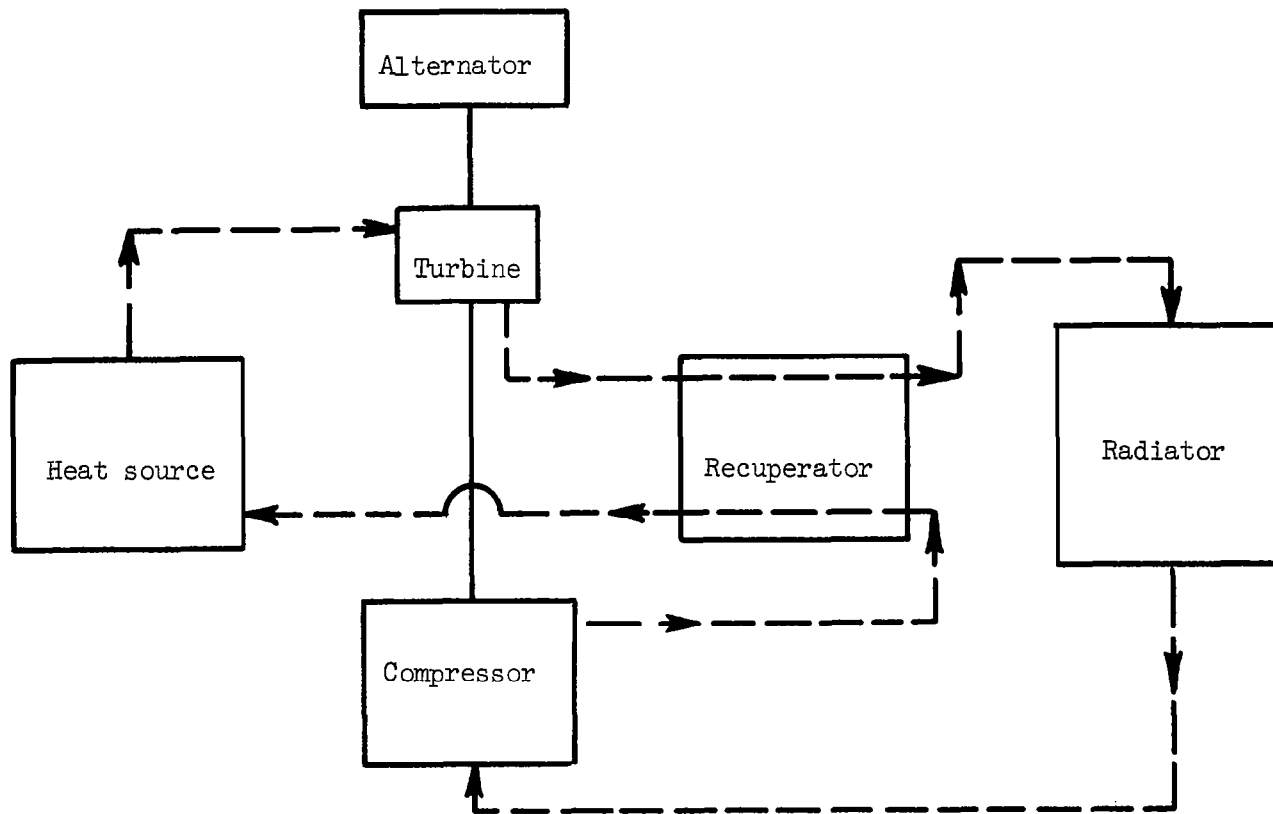 Alternator
Turbine
Heat source
Recuperator
Radiator
Compressor